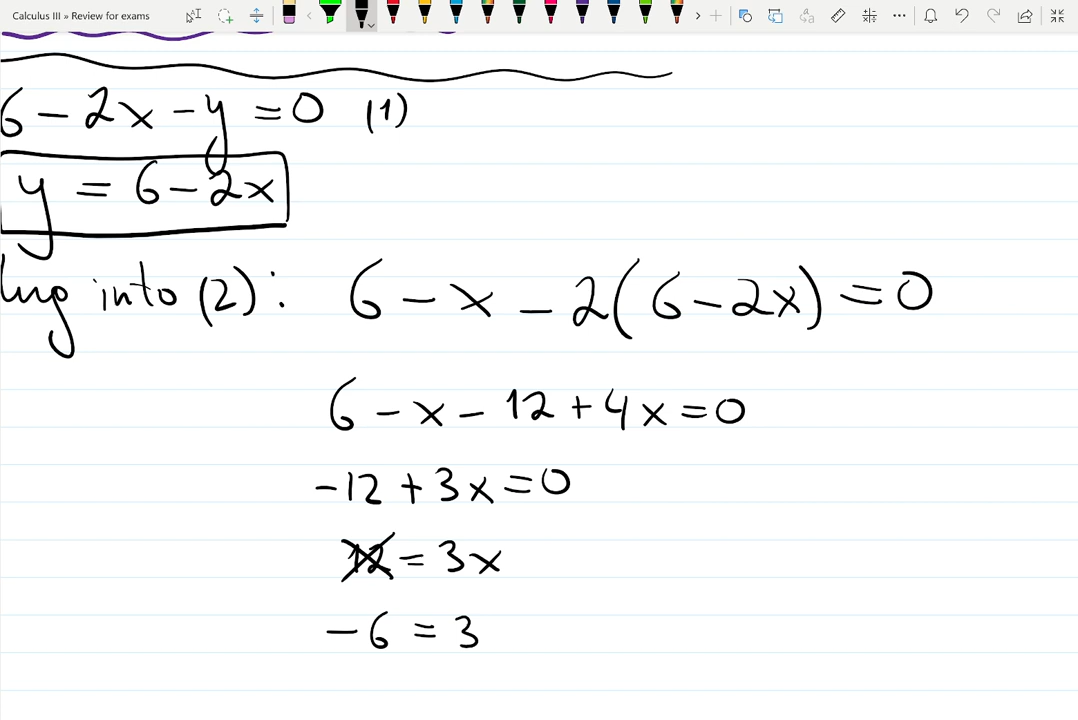 Calculus III » Review for exams
6 - 2x - y = 0 (1)
y = 6 - 2x
into (2): 6 - x - 2(6 - 2x) = 0
6 - x - 12 + 4x = 0
-12 + 3x = 0
12 = 3x
-6 = 3